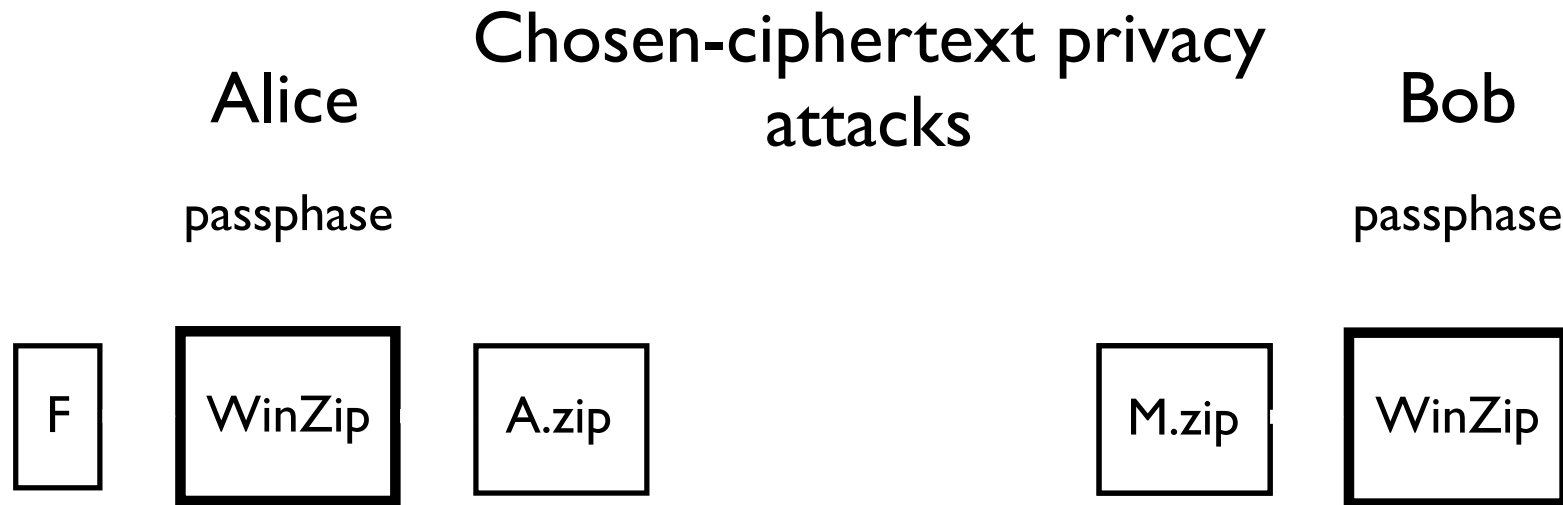 Chosen-ciphertext privacy
attacks
Alice
Bob
passphase
passphase
F
WinZip
A.zip
M.zip
WinZip